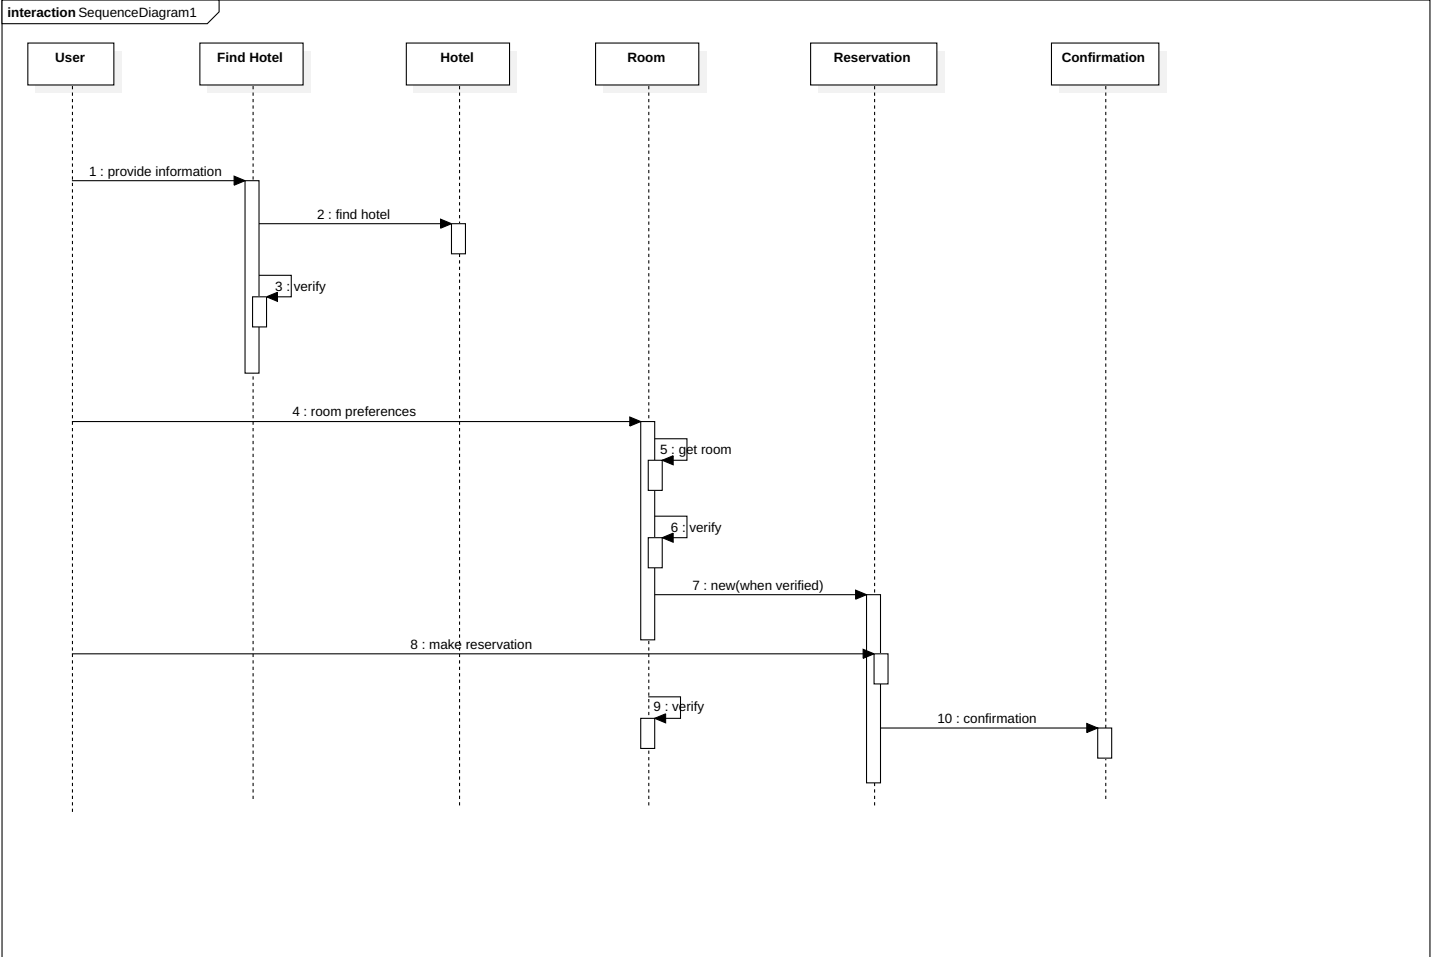 interaction SequenceDiagram1
User
Find Hotel
Hotel
Room
Reservation
Confirmation
1 : provide information
2 : find hotel
3 : verify
4 : room preferences
5 : get room
6 : verify
7 : new(when verified)
8 : make reservation
9 : verify
10 : confirmation